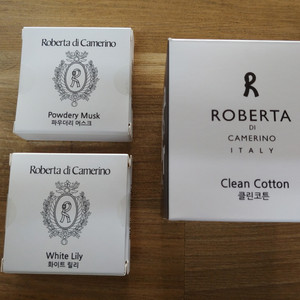 Roberta di Camerino
R
Powdery Musk
파우더리 머스크
Roberta di Camerino
R
White Lily
화이트 릴리
R
ROBERTA
DI
CAMERINO
ITALY
Clean Cotton
클린코튼